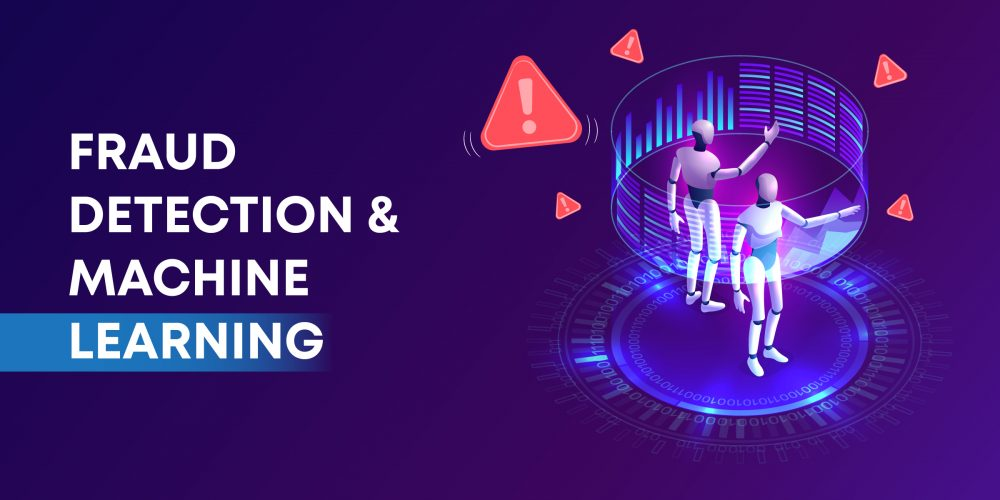 FRAUD
DETECTION &
MACHINE
LEARNING